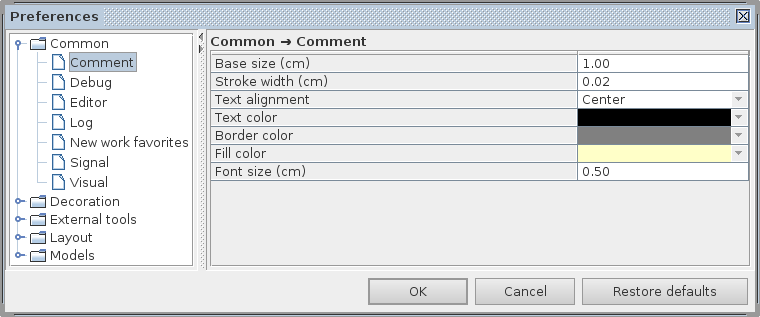 Preferences
Common
Comment
Debug
Editor
Log
New work favorites
Signal
Visual
Decoration
External tools
Layout
Models
Common → Comment
Base size (cm) 1.00
Stroke width (cm) 0.02
Text alignment Center
Text color
Border color
Fill color
Font size (cm) 0.50
OK Cancel Restore defaults